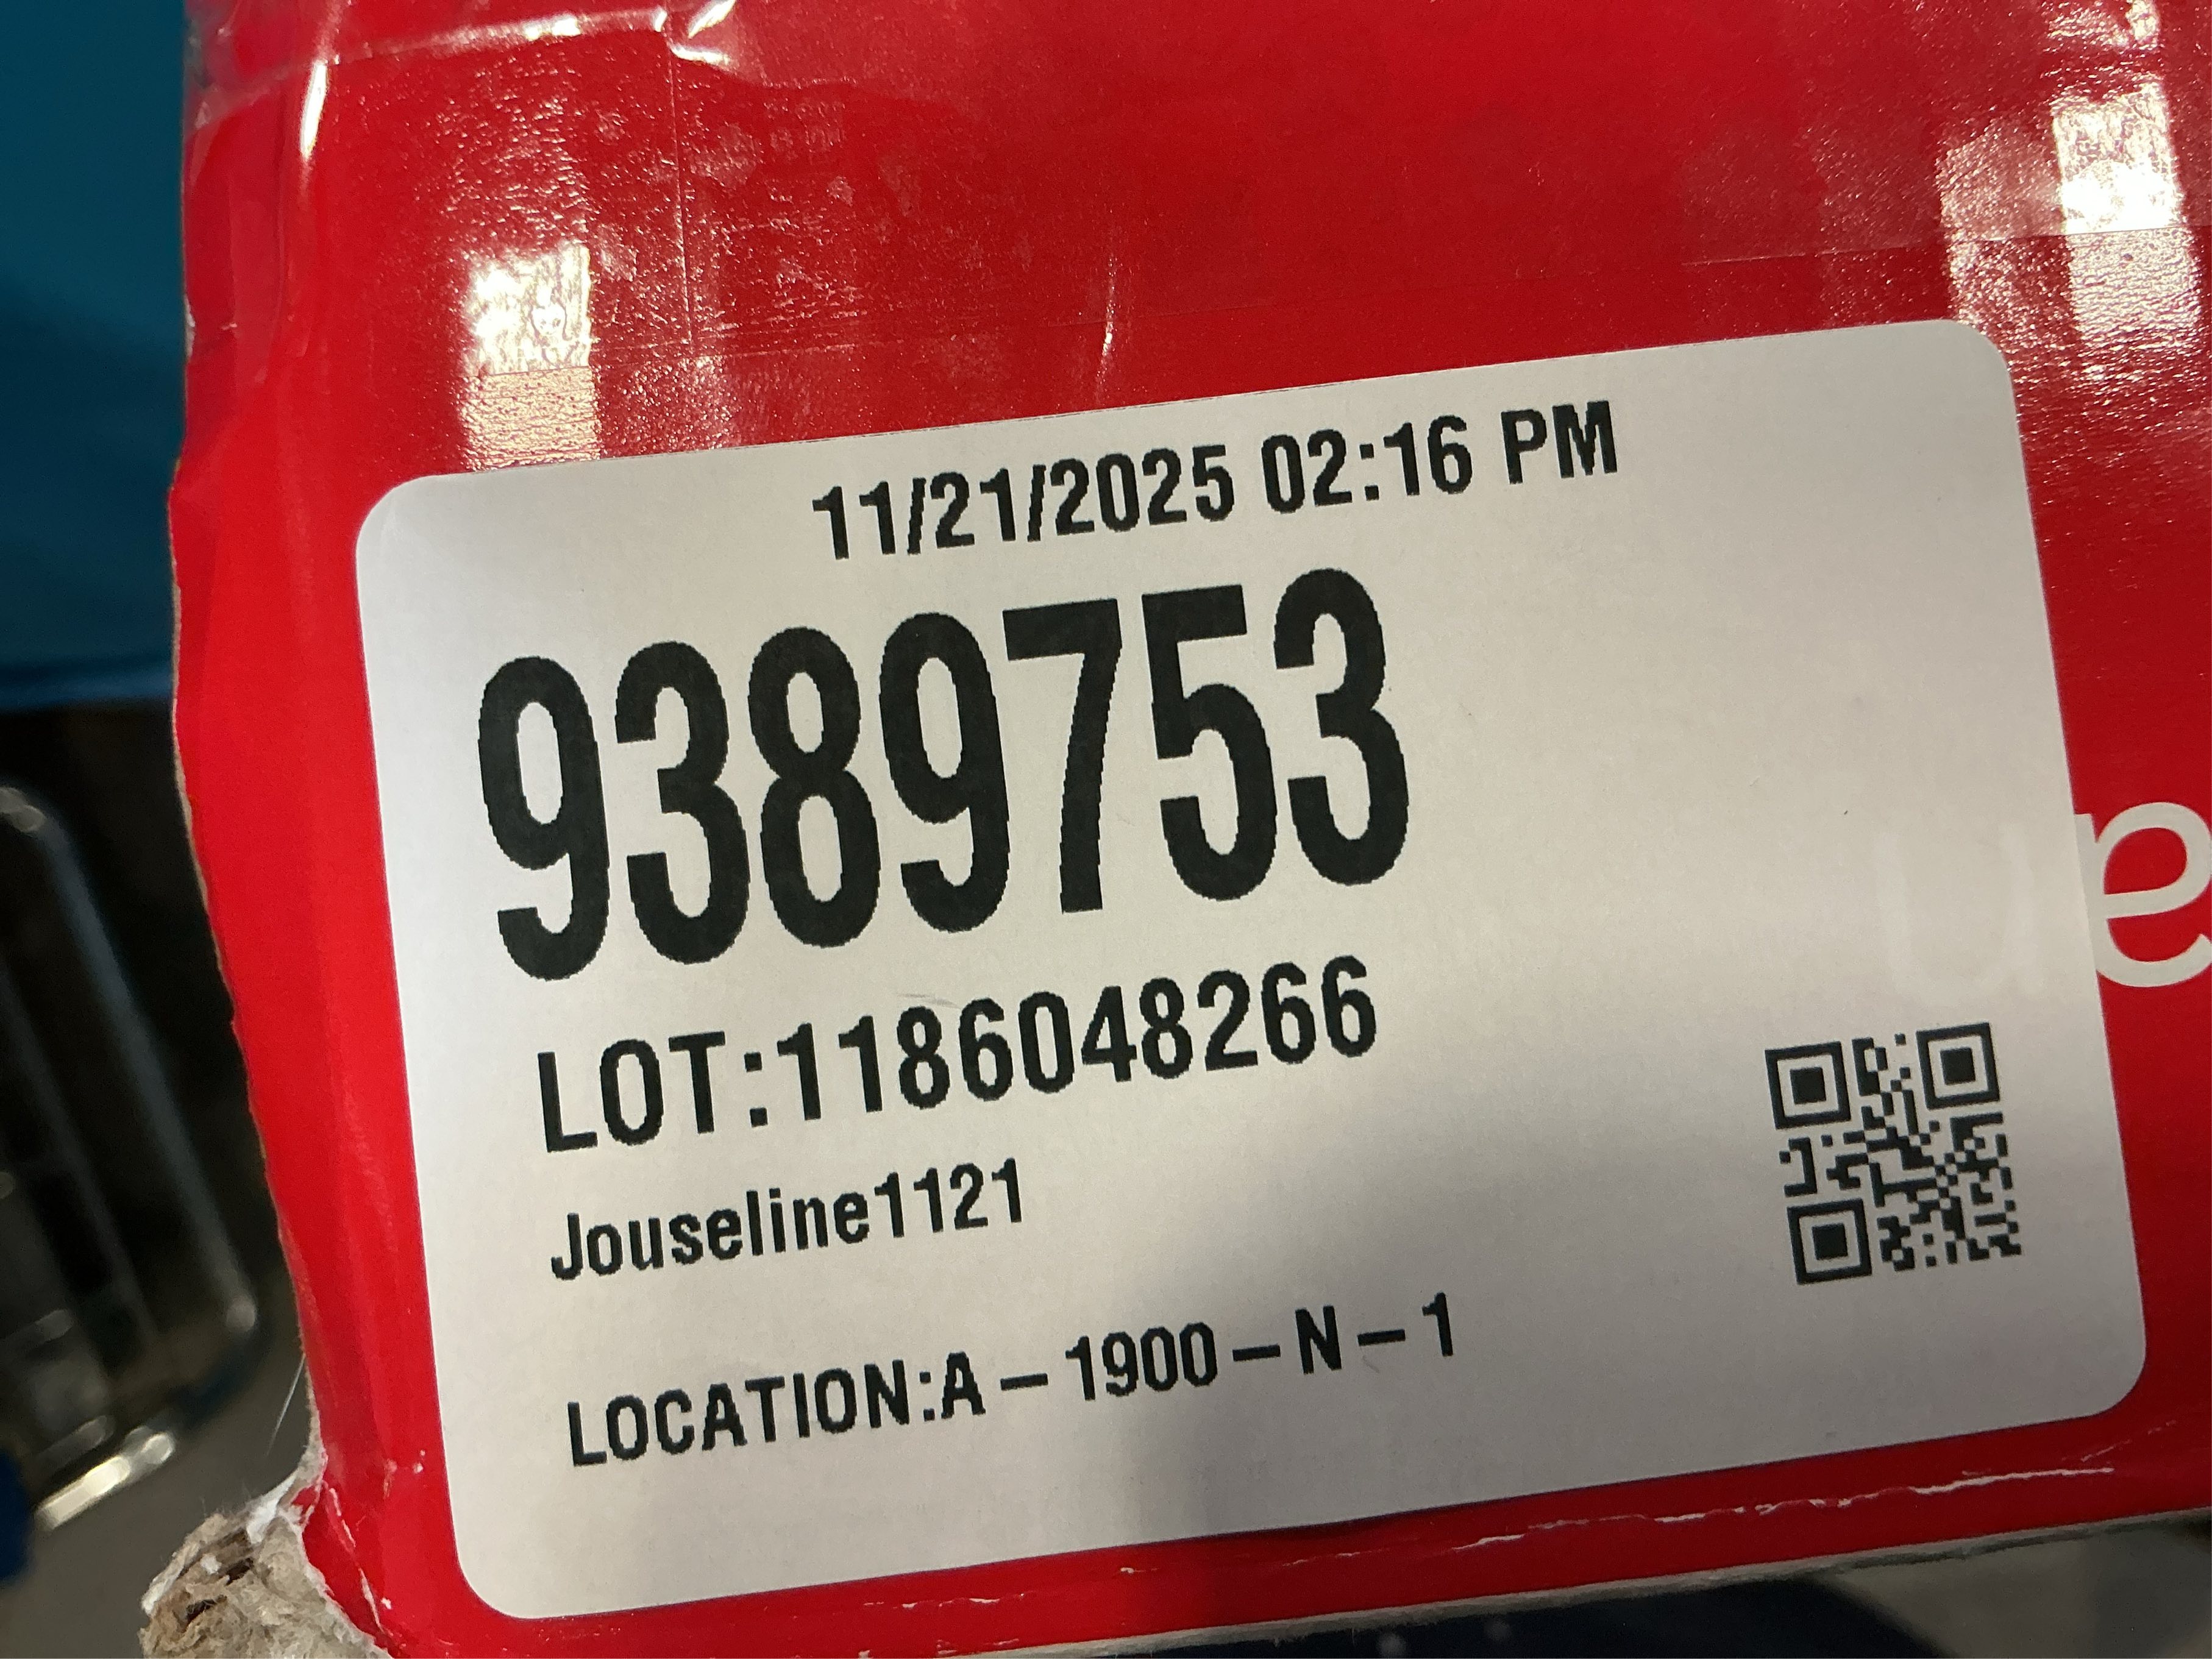 11/21/2025 02:16 PM
9389753
LOT:1186048266
Jouseline1121
LOCATION:A – 1900 – N – 1